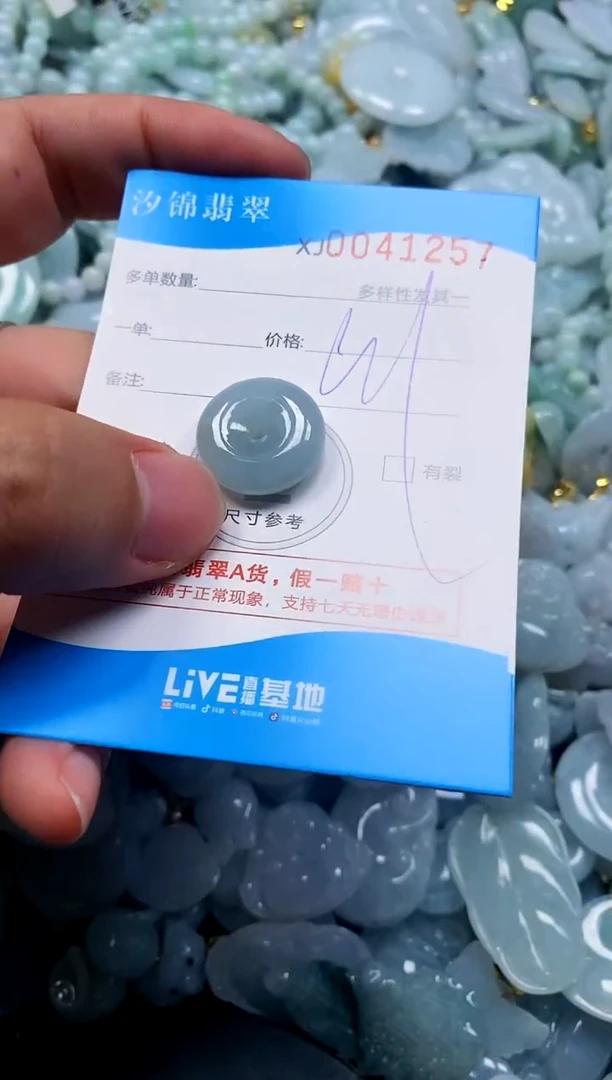 汐锦翡翠
XJ0041257
多单数量:
多样性发其一
一单: 价格:
备注:
有裂
尺寸参考
翡翠A货，假一赔十
属于正常现象，支持七天无理由
LiVE直播基地